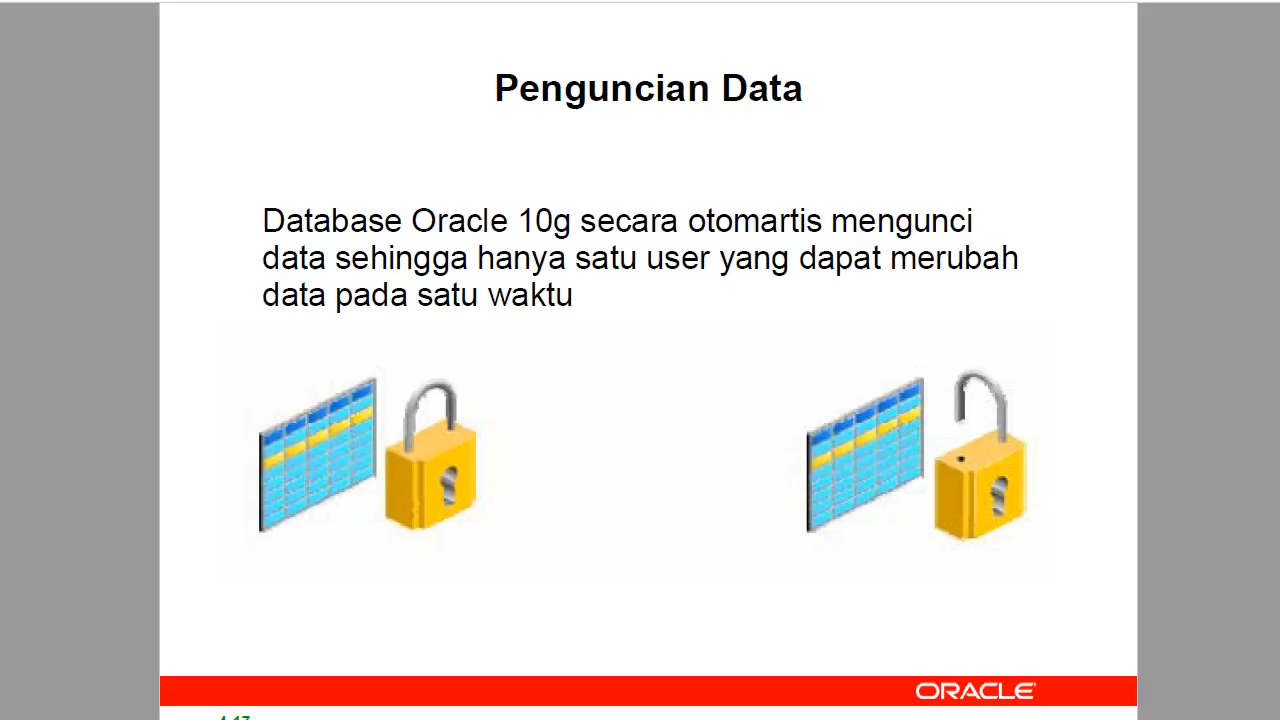 Penguncian Data
Database Oracle 10g secara otomartis mengunci
data sehingga hanya satu user yang dapat merubah
data pada satu waktu
ORACLE